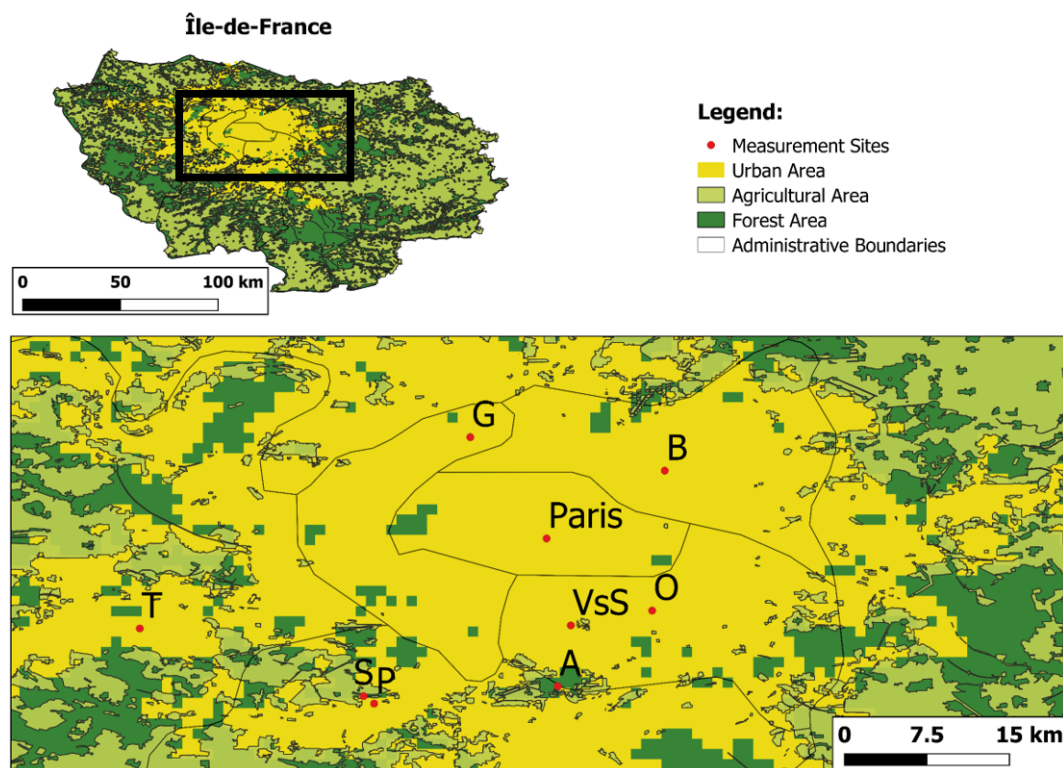 Île-de-France
0 50 100 km
Legend:
Measurement Sites
Urban Area
Agricultural Area
Forest Area
Administrative Boundaries
G
B
Paris
T
VsS
O
S
P
A
0 7.5 15 km